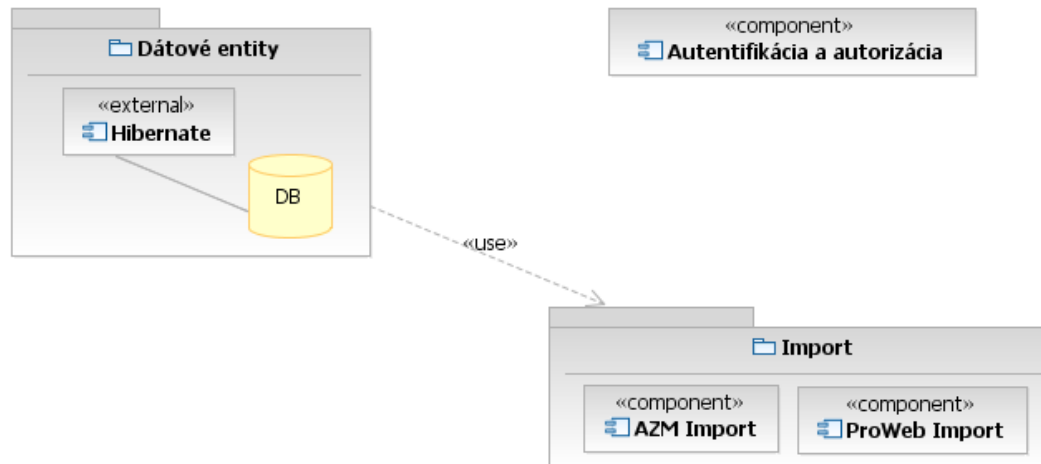 Dátové entity
«external»
Hibernate
DB
«component»
Autentifikácia a autorizácia
«use»
Import
«component»
AZM Import
«component»
ProWeb Import